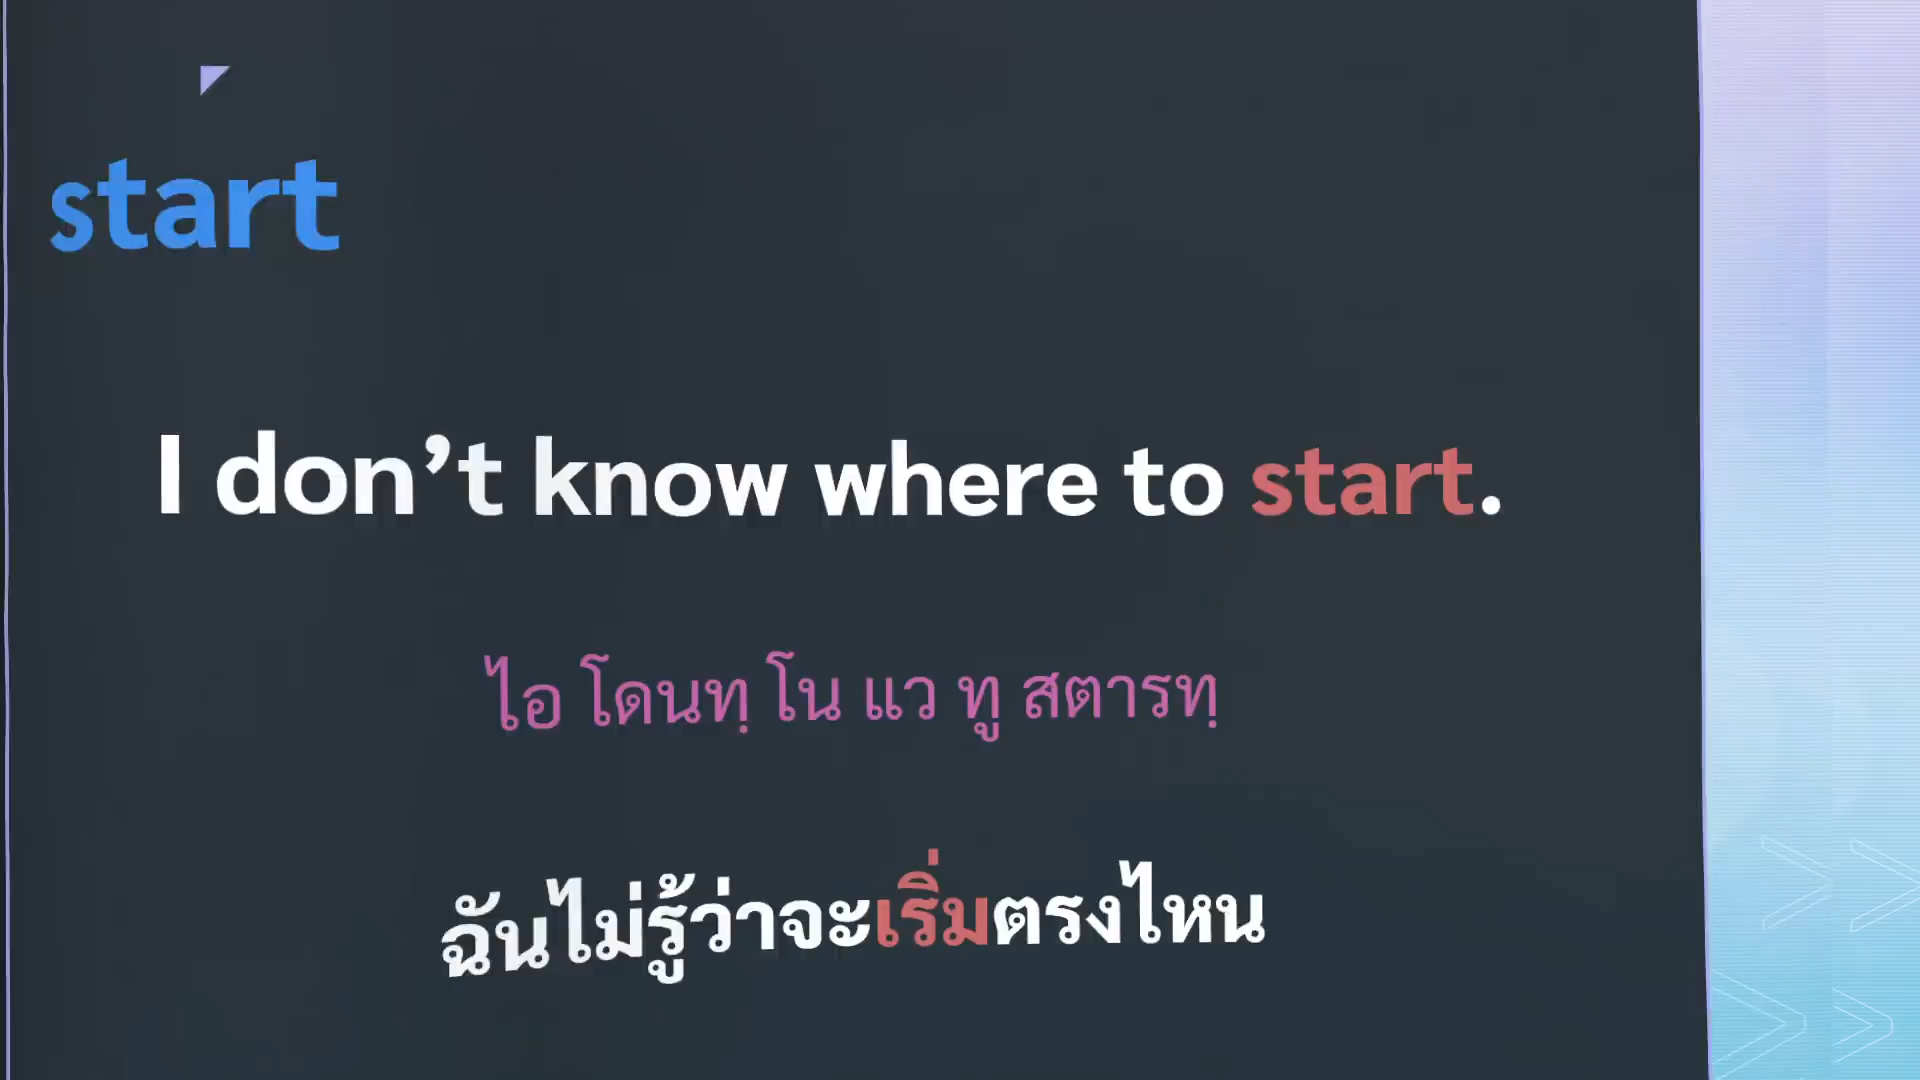 start
I don’t know where to start.
ไอ โดนทฺ โน แว ทู สตารทฺ
ฉันไม่รู้ว่าจะเริ่มตรงไหน